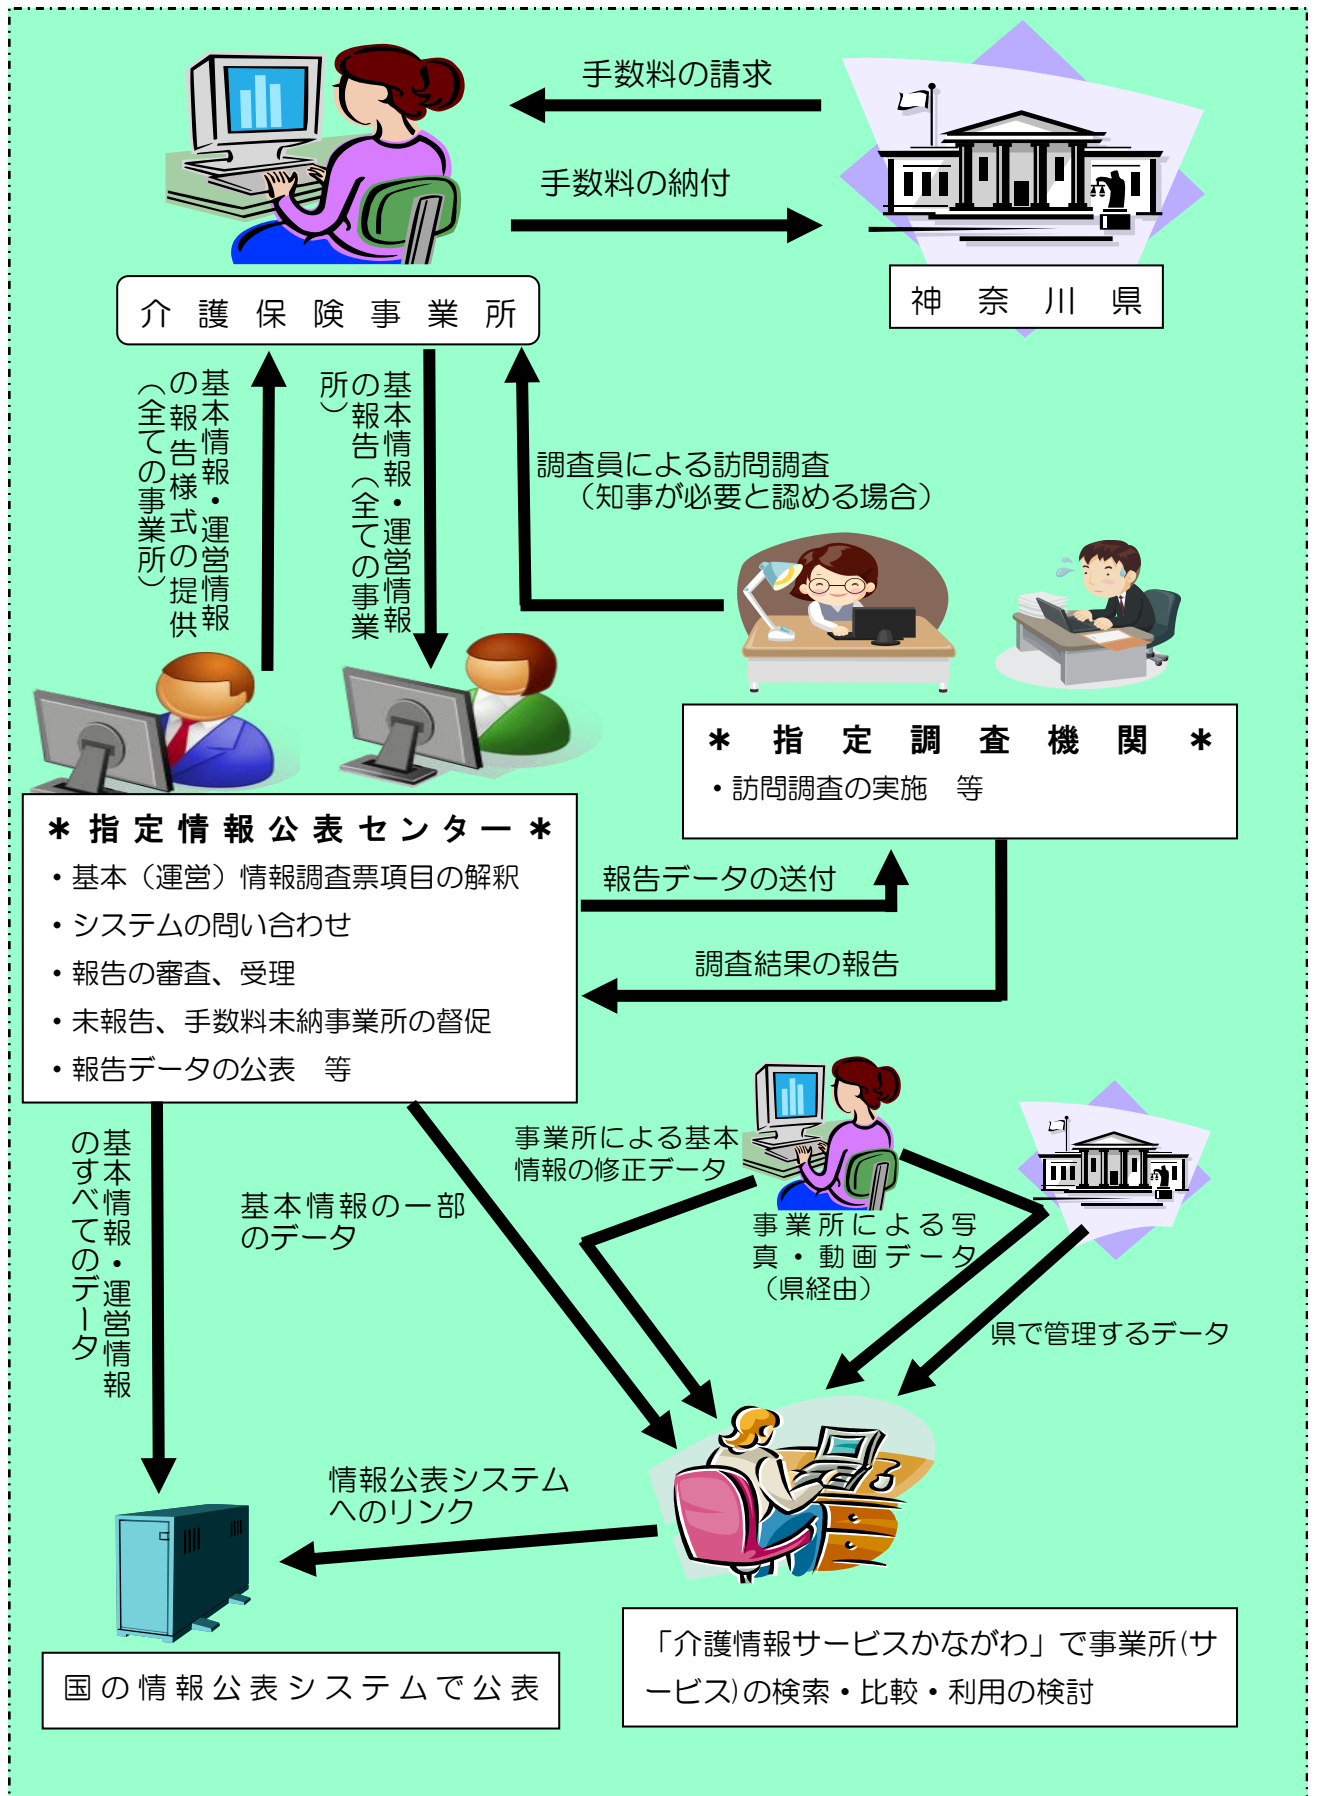 手数料の請求
手数料の納付
介護保険事業所
神奈川県
基本情報・運営情報
の報告様式の提供
（全ての事業所）
基本情報・運営情報
の報告（全ての事業
所）
調査員による訪問調査
（知事が必要と認める場合）
＊指定調査機関＊
・訪問調査の実施　等
＊指定情報公表センター＊
・基本（運営）情報調査票項目の解釈
・システムの問い合わせ
・報告の審査、受理
・未報告、手数料未納事業所の督促
・報告データの公表　等
報告データの送付
調査結果の報告
基本情報・運営情報
のすべてのデータ
基本情報の一部
のデータ
事業所による基本
情報の修正データ
事業所による写
真・動画データ
（県経由）
県で管理するデータ
情報公表システム
へのリンク
国の情報公表システムで公表
「介護情報サービスかながわ」で事業所(サ
ービス)の検索・比較・利用の検討